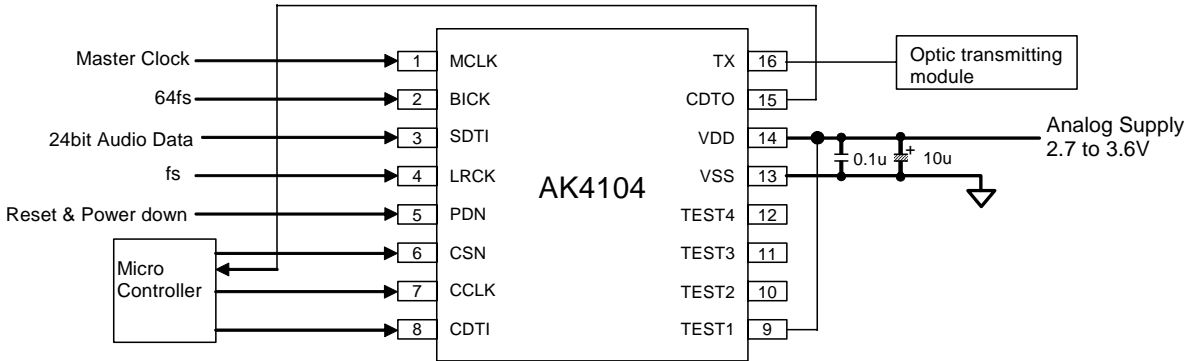 Master Clock
1
MCLK
TX
16
Optic transmitting
module
64fs
2
BICK
CDTO
15
24bit Audio Data
3
SDTI
VDD
14
Analog Supply
2.7 to 3.6V
0.1u
+
10u
fs
4
LRCK
VSS
13
AK4104
Reset & Power down
5
PDN
TEST4
12
Micro
Controller
6
CSN
TEST3
11
7
CCLK
TEST2
10
8
CDTI
TEST1
9